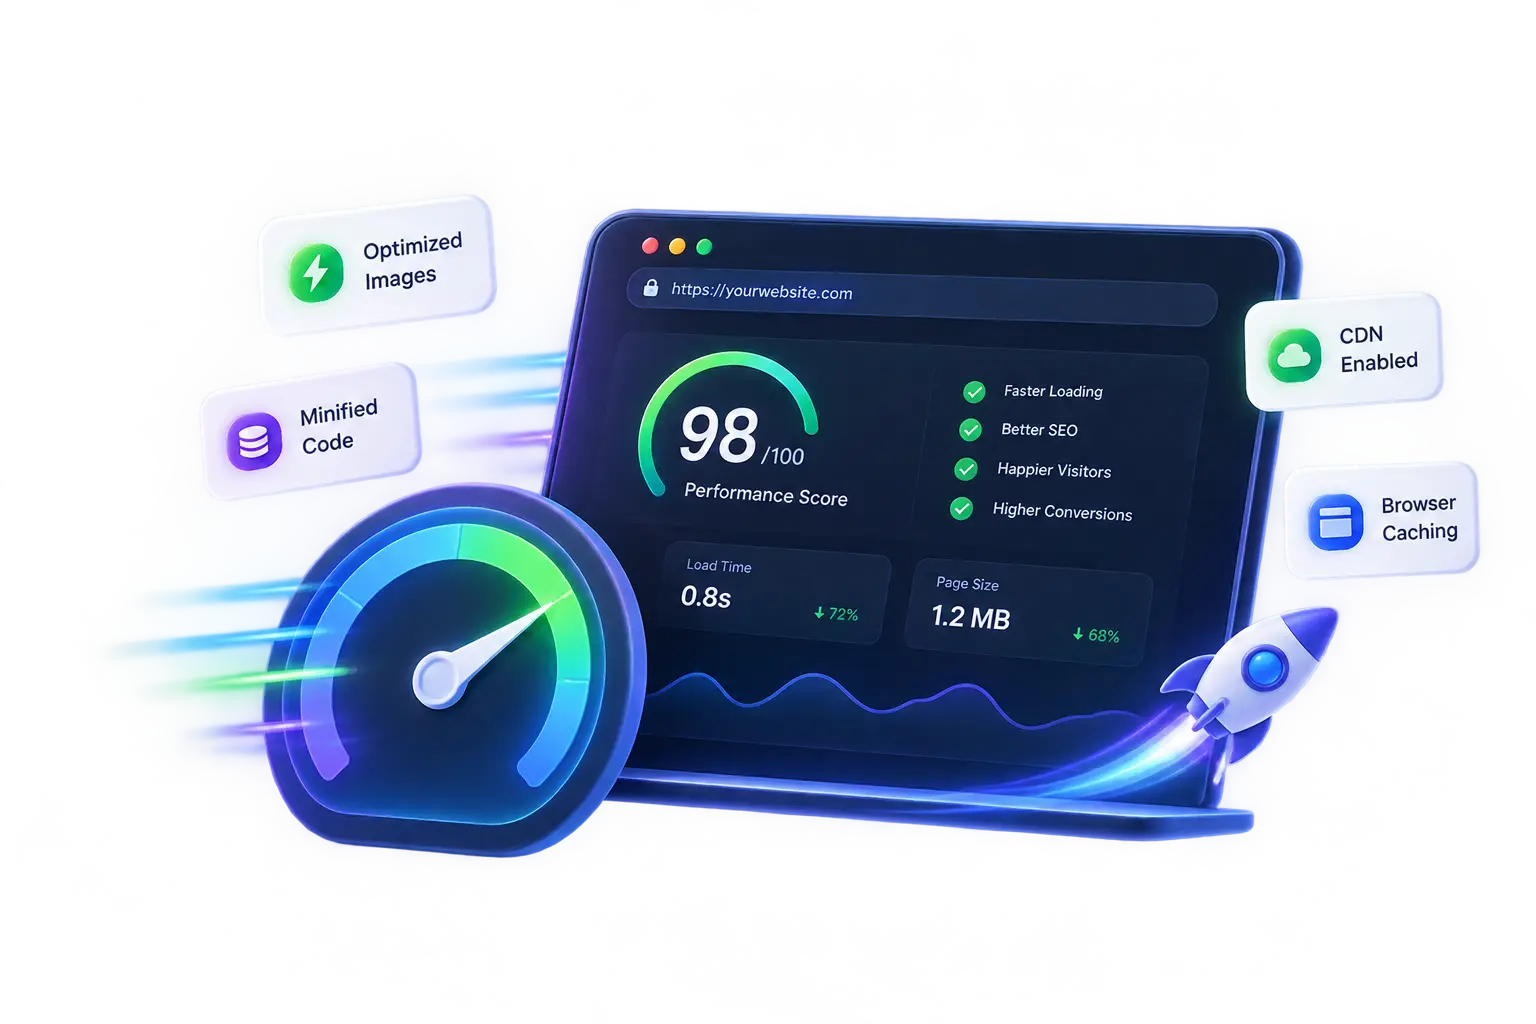 Optimized
Images
Minified
Code
https://yourwebsite.com
98/100
Performance Score
Faster Loading
Better SEO
Happier Visitors
Higher Conversions
Load Time
0.8s
72%
Page Size
1.2 MB
68%
CDN
Enabled
Browser
Caching